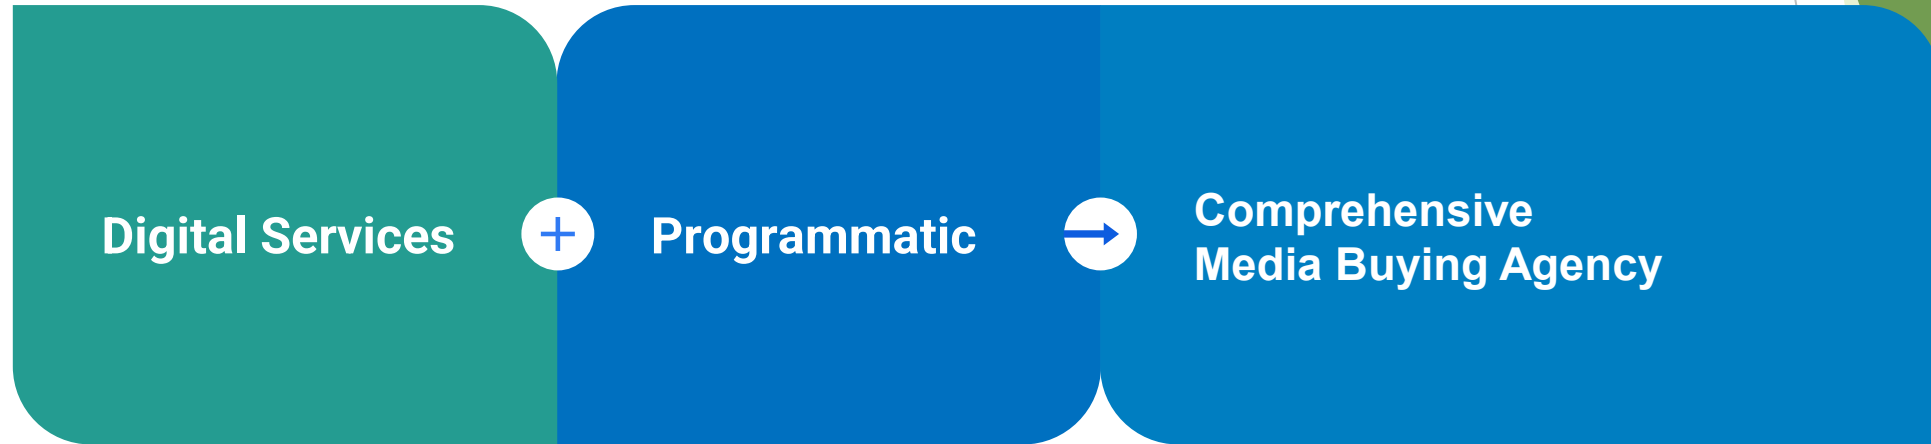 Digital Services
Programmatic
Comprehensive
Media Buying Agency